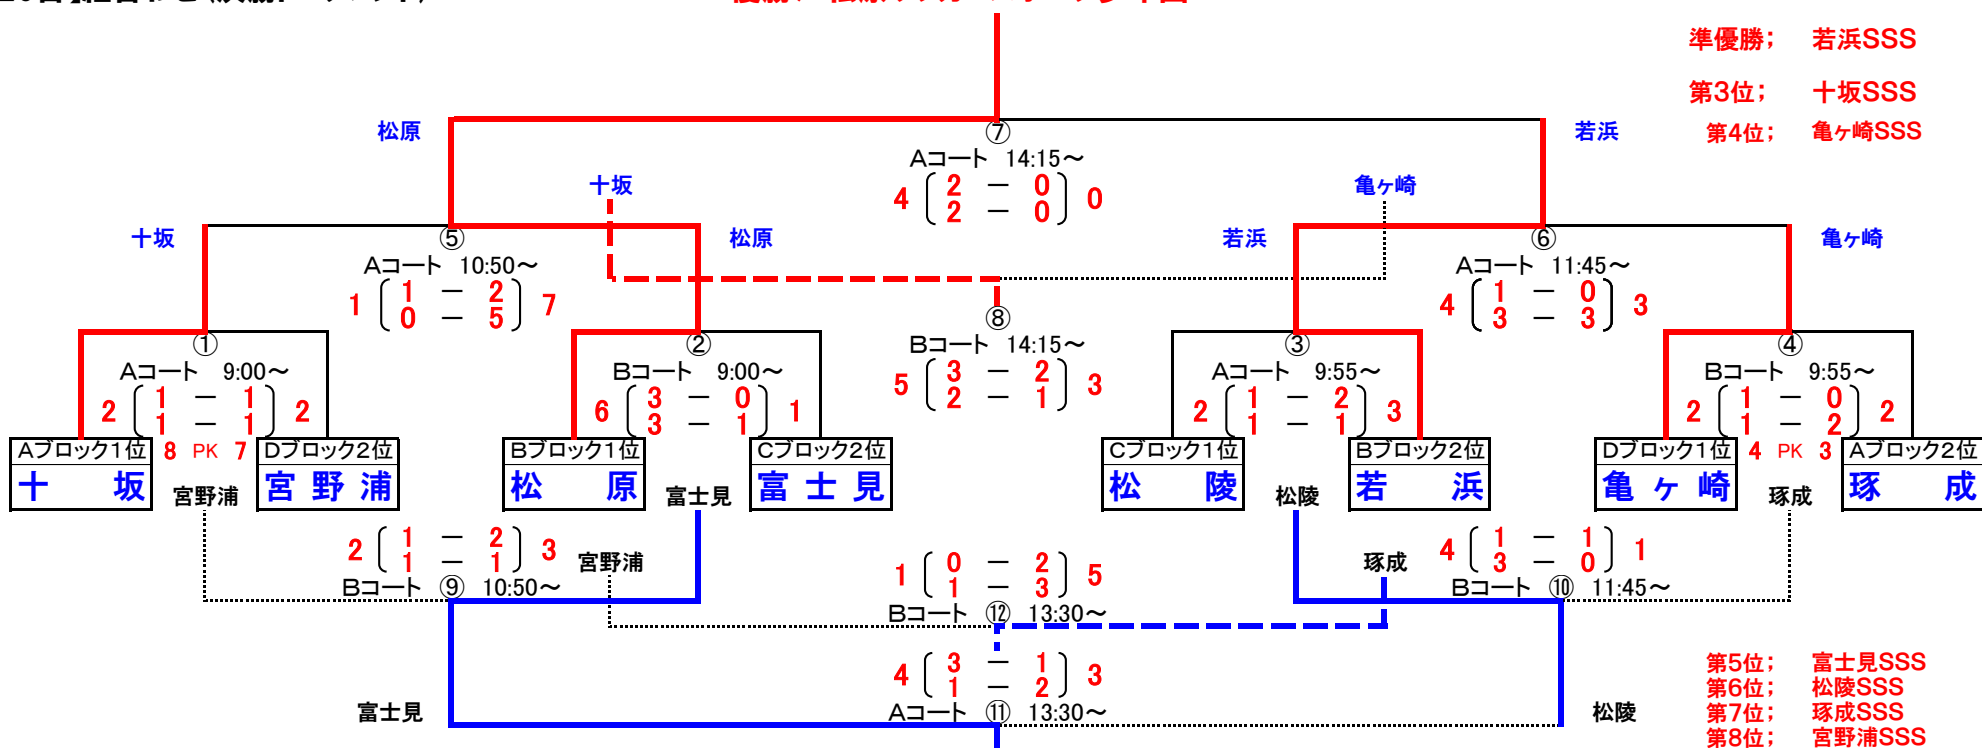 準優勝； 若浜SSS
第3位； 十坂SSS
第4位； 亀ヶ崎SSS
松原 ⑦ 若浜
Aコート 14:15～
4 2 － 0 0
2 － 0
十坂 亀ヶ崎
十坂 ⑤ 松原 若浜 ⑥ 亀ヶ崎
Aコート 10:50～ Aコート 11:45～
1 1 － 2 7 4 1 － 0 3
0 － 5 3 － 3
⑧
Bコート 14:15～
5 3 － 2 3
2 － 1
① ② ③ ④
Aコート 9:00～ Bコート 9:00～ Aコート 9:55～ Bコート 9:55～
2 1 － 1 2 6 3 － 0 1 2 1 － 2 3 2 1 － 0 2
1 － 1 3 － 1 1 － 1 1 － 2
Aブロック1位 8 PK 7 Dブロック2位 Bブロック1位 Cブロック2位 Cブロック1位 Bブロック2位 Dブロック1位 4 PK 3 Aブロック2位
十坂 宮野浦 宮野浦 松原 富士見 富士見 松陵 松陵 若浜 亀ヶ崎 琢成 琢成
2 1 － 2 3 4 1 － 1 1
1 － 1 3 － 0
Bコート ⑨ 10:50～ Bコート ⑩ 11:45～
宮野浦 琢成
1 0 － 2 5
1 － 3
Bコート ⑫ 13:30～
4 3 － 1 3
1 － 2
富士見 Aコート ⑪ 13:30～ 松陵
第5位； 富士見SSS
第6位； 松陵SSS
第7位； 琢成SSS
第8位； 宮野浦SSS